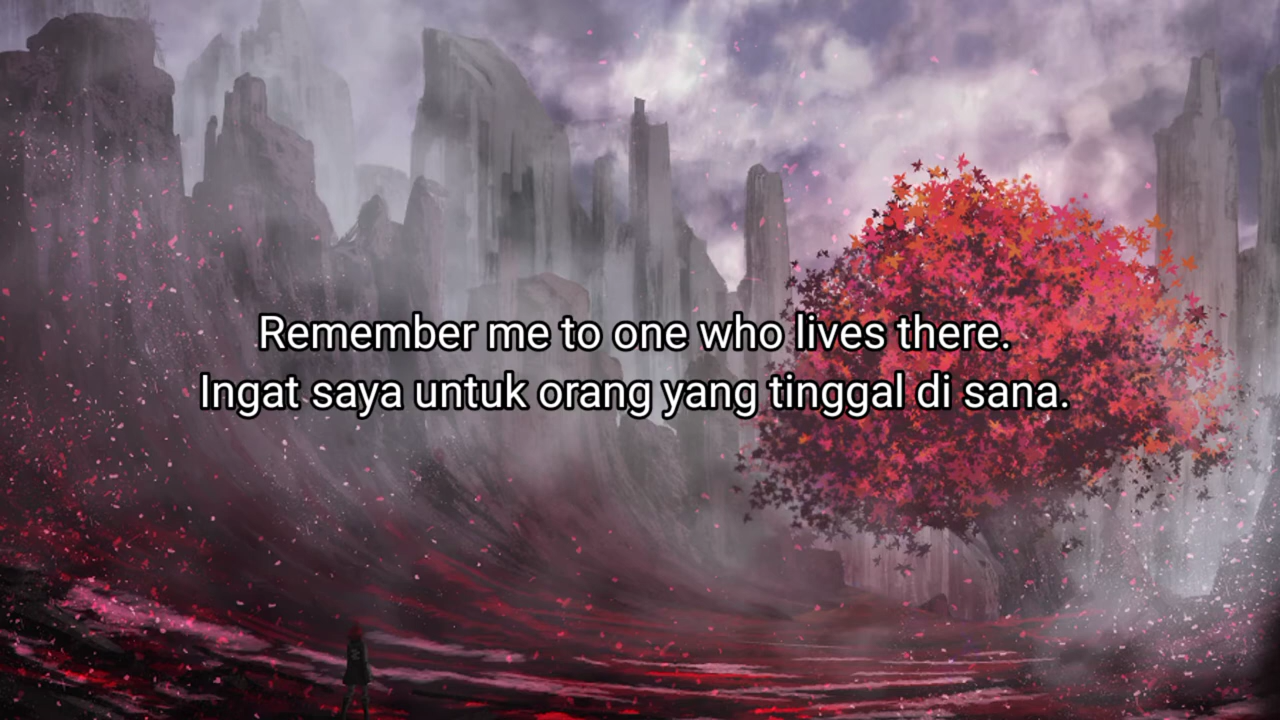 Remember me to one who lives there.
Ingat saya untuk orang yang tinggal di sana.